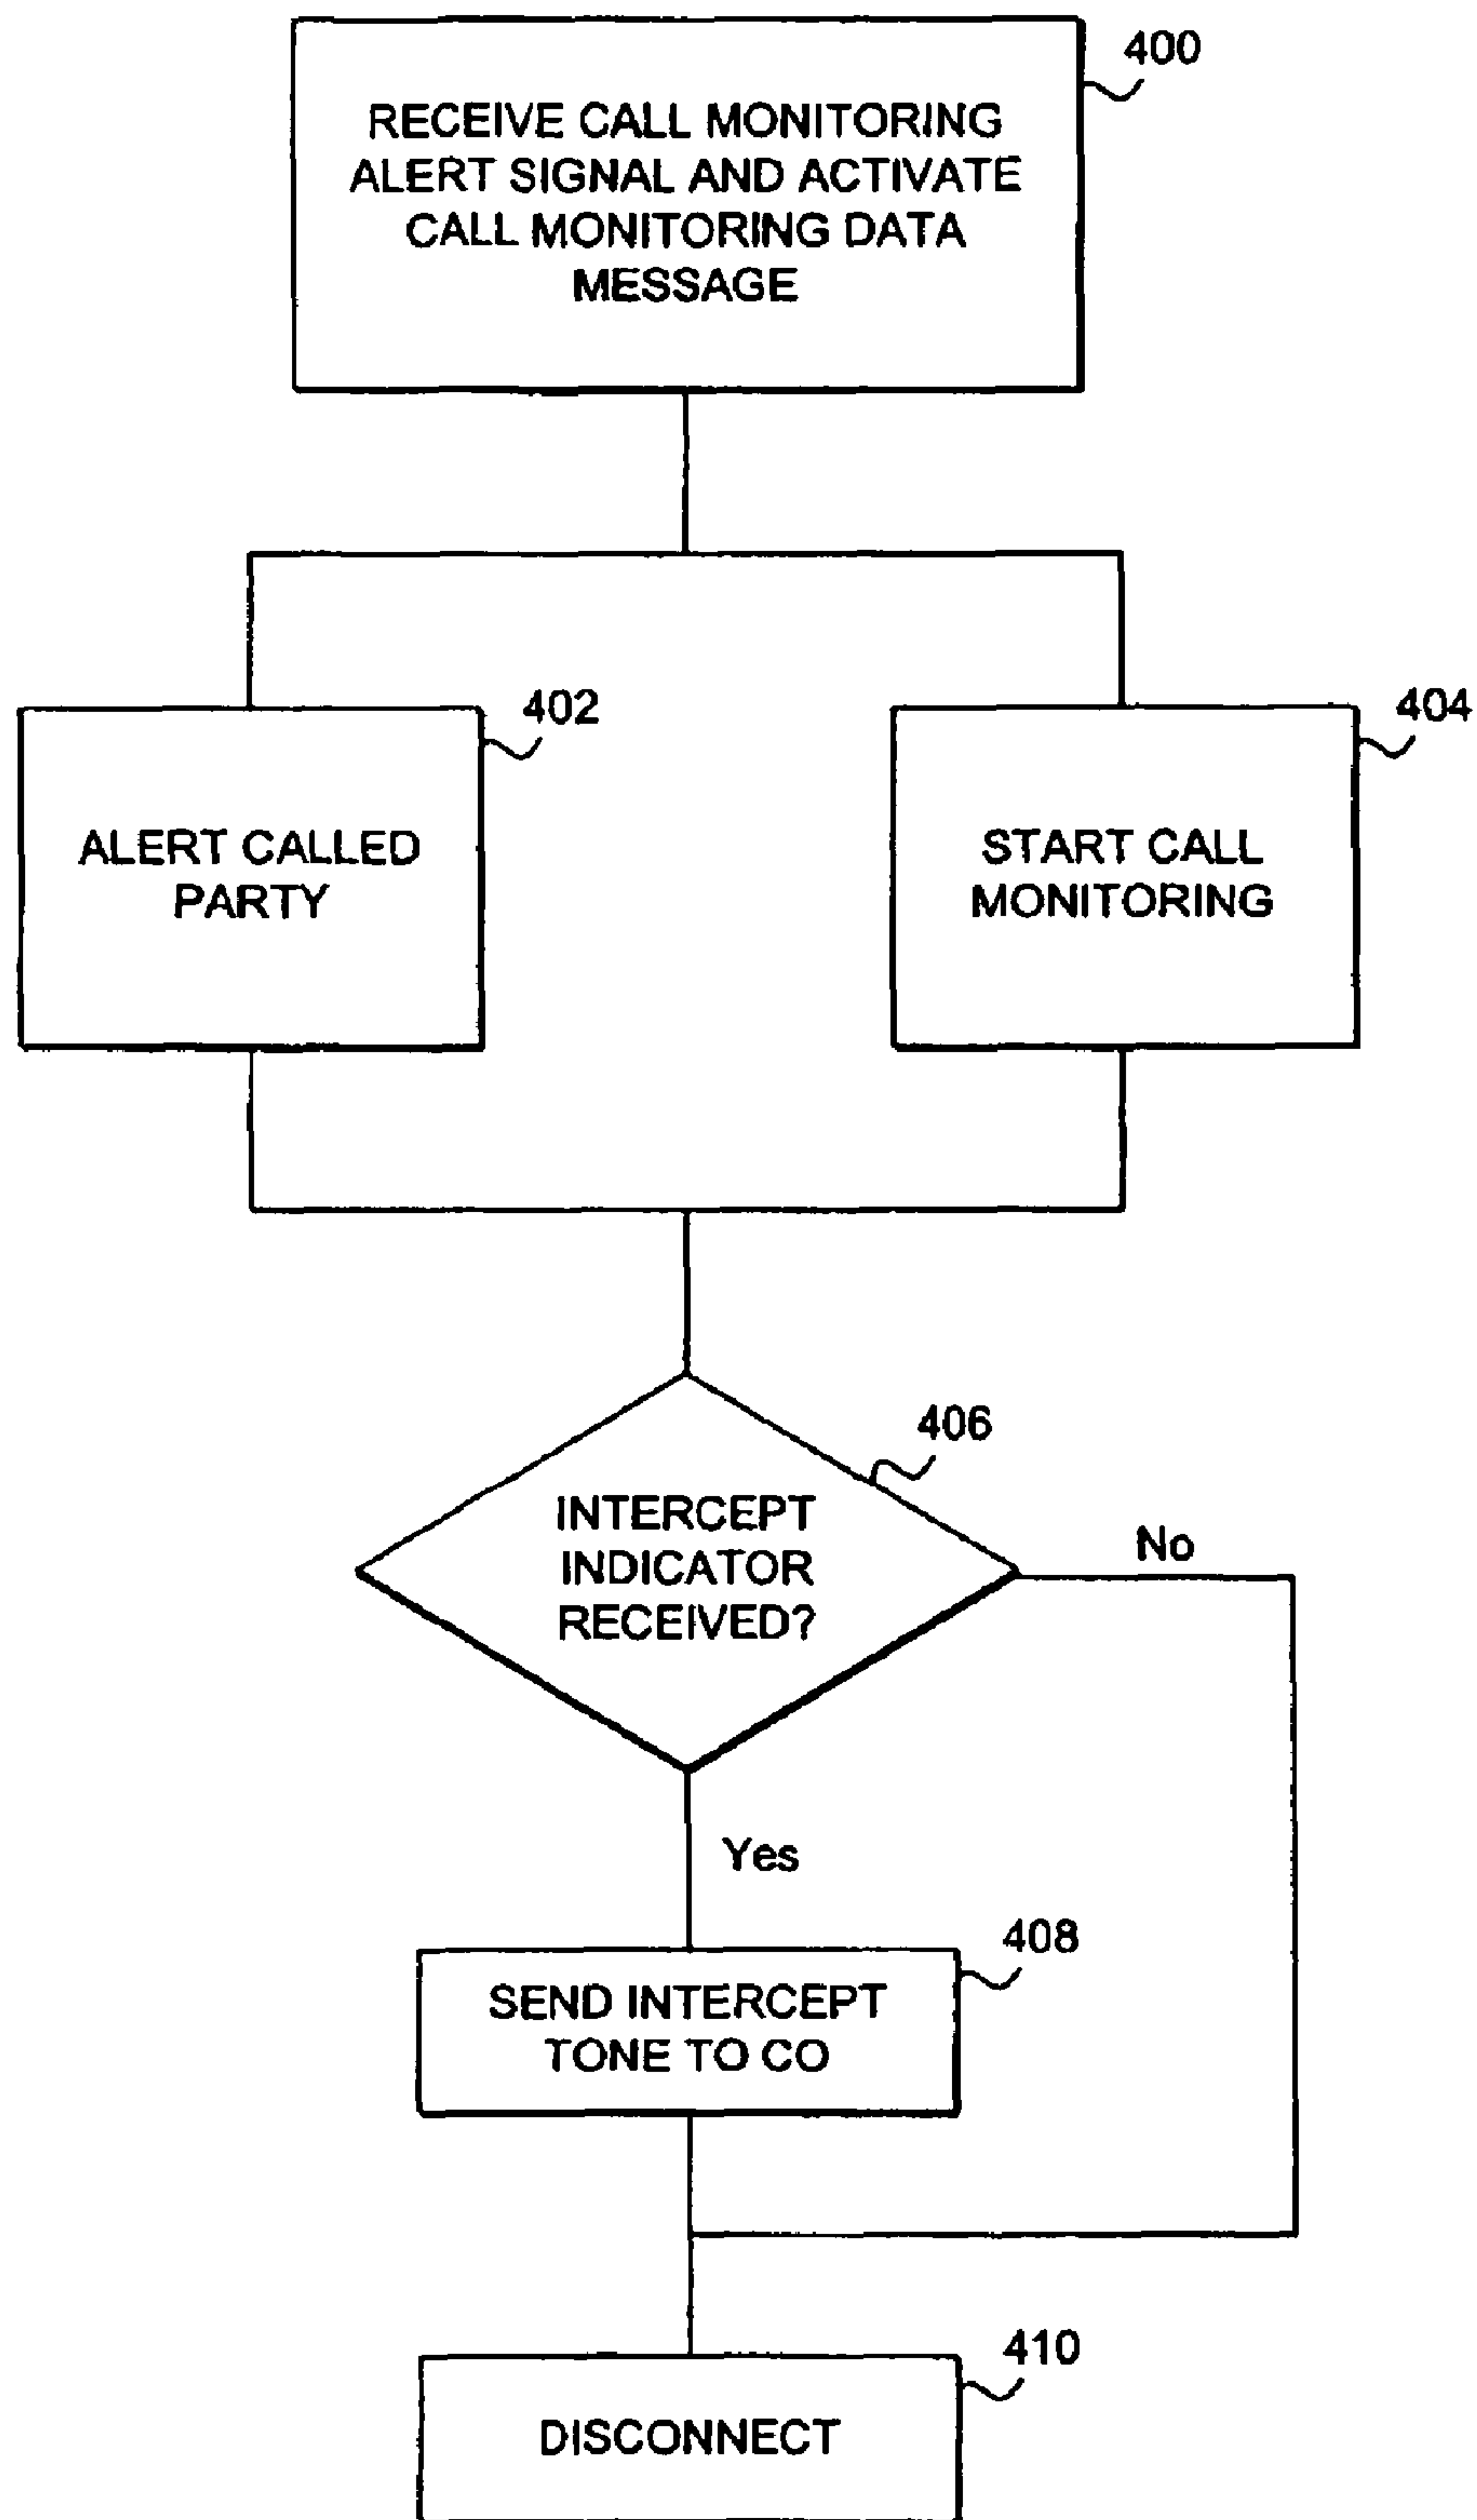 400
RECEIVE CALL MONITORING
ALERT SIGNAL AND ACTIVATE
CALL MONITORING DATA
MESSAGE
402
404
ALERT CALLED
PARTY
START CALL
MONITORING
406
INTERCEPT
INDICATOR
RECEIVED?
No
Yes
408
SEND INTERCEPT
TONE TO CO
410
DISCONNECT